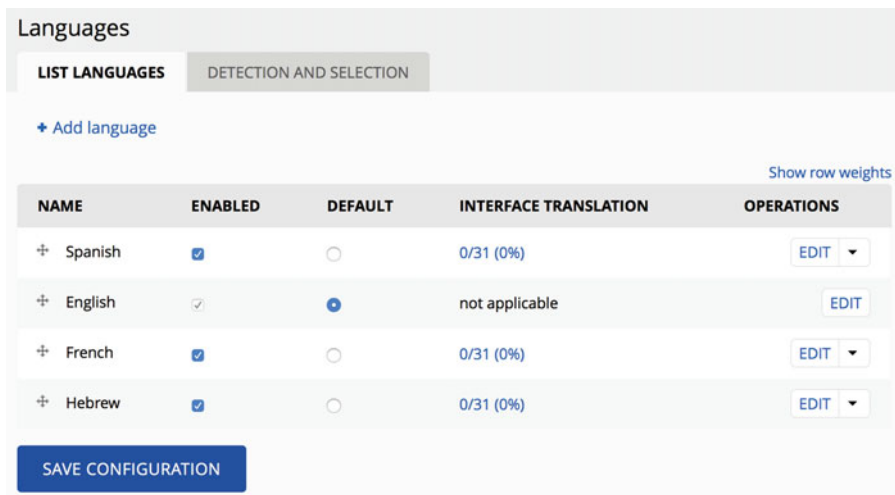 Languages
LIST LANGUAGES DETECTION AND SELECTION
+ Add language
Show row weights
NAME ENABLED DEFAULT INTERFACE TRANSLATION OPERATIONS
Spanish 0/31 (0%) EDIT
English not applicable EDIT
French 0/31 (0%) EDIT
Hebrew 0/31 (0%) EDIT
SAVE CONFIGURATION